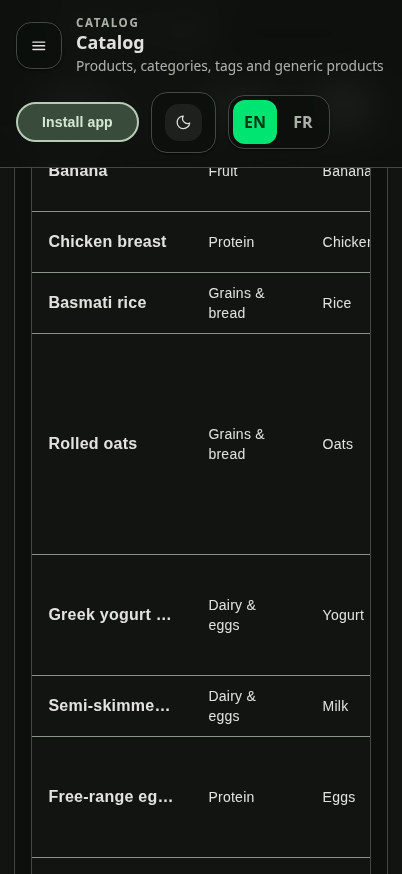 CATALOG
Catalog
Products, categories, tags and generic products
Install app
EN FR
Banana Fruit Banana
Chicken breast Protein Chicken
Basmati rice Grains & bread Rice
Rolled oats Grains & bread Oats
Greek yogurt … Dairy & eggs Yogurt
Semi-skimme… Dairy & eggs Milk
Free-range eg… Protein Eggs